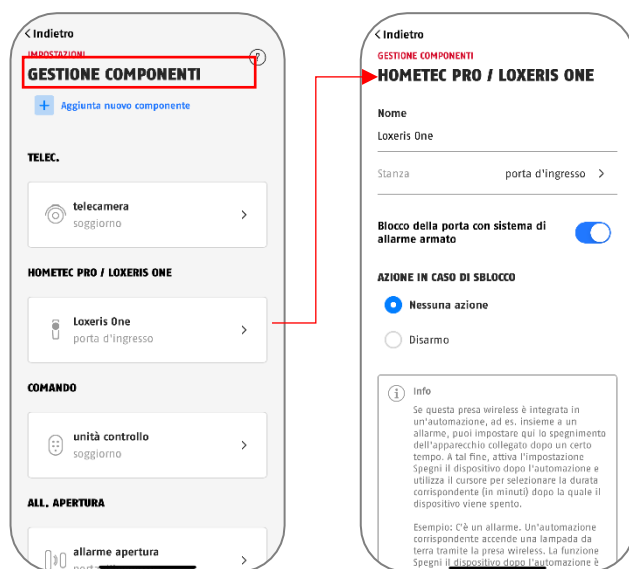 Indietro
IMPOSTAZIONI
GESTIONE COMPONENTI
?
+ Aggiunta nuovo componente
TELEC.
telecamera
soggiorno
HOMETEC PRO / LOXERIS ONE
Loxeris One
porta d'ingresso
COMANDO
unità controllo
soggiorno
ALL. APERTURA
allarme apertura
Indietro
GESTIONE COMPONENTI
HOMETEC PRO / LOXERIS ONE
Nome
Loxeris One
Stanza porta d'ingresso
Blocco della porta con sistema di
allarme armato
AZIONE IN CASO DI SBLOCCO
Nessuna azione
Disarmo
i Info
Se questa presa wireless è integrata in
un'automazione, ad es. insieme a un
allarme, puoi impostare qui lo spegnimento
dell'apparecchio collegato dopo un certo
tempo. A tal fine, attiva l'impostazione
Spegni il dispositivo dopo l'automazione e
utilizza il cursore per selezionare la durata
corrispondente (in minuti) dopo la quale il
dispositivo viene spento.
Esempio: C'è un allarme. Un'automazione
corrispondente accende una lampada da
terra tramite la presa wireless. La funzione
Spegni il dispositivo dopo l'automazione è